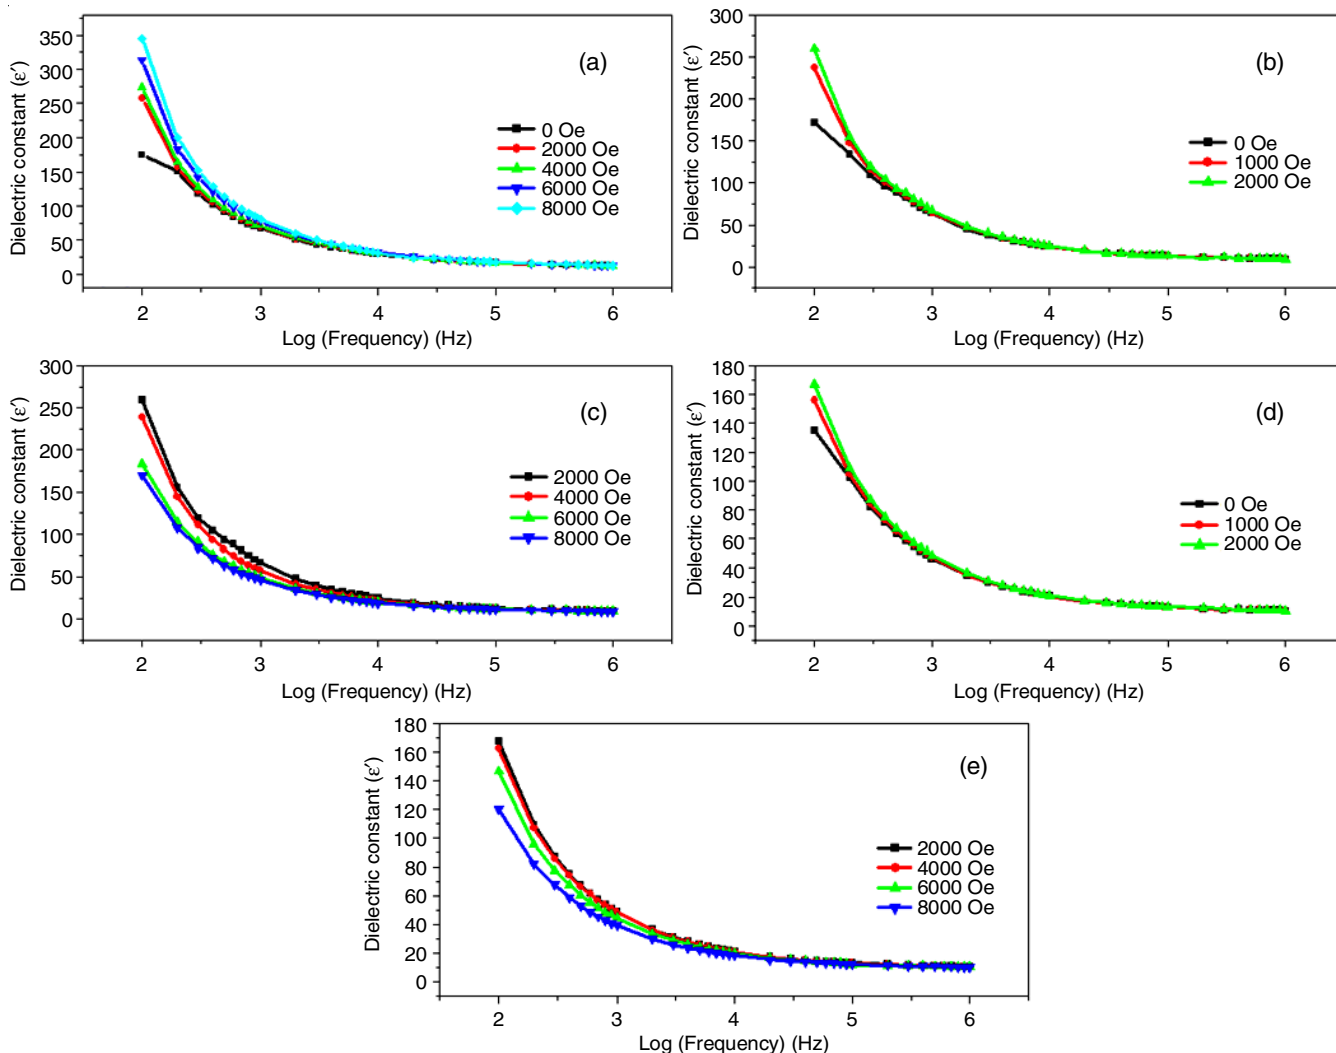 (a)
Dielectric constant (ε′)
350
300
250
200
150
100
50
0
0 Oe
2000 Oe
4000 Oe
6000 Oe
8000 Oe
2 3 4 5 6
Log (Frequency) (Hz)
(b)
Dielectric constant (ε′)
300
250
200
150
100
50
0
0 Oe
1000 Oe
2000 Oe
2 3 4 5 6
Log (Frequency) (Hz)
(c)
Dielectric constant (ε′)
300
250
200
150
100
50
0
2000 Oe
4000 Oe
6000 Oe
8000 Oe
2 3 4 5 6
Log (Frequency) (Hz)
(d)
Dielectric constant (ε′)
180
160
140
120
100
80
60
40
20
0
0 Oe
1000 Oe
2000 Oe
2 3 4 5 6
Log (Frequency) (Hz)
(e)
Dielectric constant (ε′)
180
160
140
120
100
80
60
40
20
0
2000 Oe
4000 Oe
6000 Oe
8000 Oe
2 3 4 5 6
Log (Frequency) (Hz)